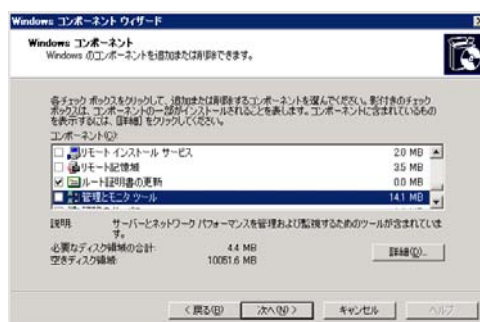 Windows コンポーネント ウィザード
Windows コンポーネント
Windows のコンポーネントを追加または削除できます。
各チェック ボックスをクリックして、追加または削除するコンポーネントを選んでください。影付きのチェック
ボックスは、コンポーネントの一部がインストールされることを表します。コンポーネントに含まれているもの
を表示するには、[詳細] をクリックしてください。
コンポーネント(C):
リモート インストール サービス 2.0 MB
リモート記憶域 3.5 MB
ルート証明書の更新 0.0 MB
管理とモニタ ツール 14.1 MB
説明: サーバーとネットワーク パフォーマンスを管理および監視するためのツールが含まれていま
す。
必要なディスク領域の合計: 4.4 MB
空きディスク領域: 10051.6 MB
詳細(D)...
< 戻る(B)
次へ(N) >
キャンセル
ヘルプ